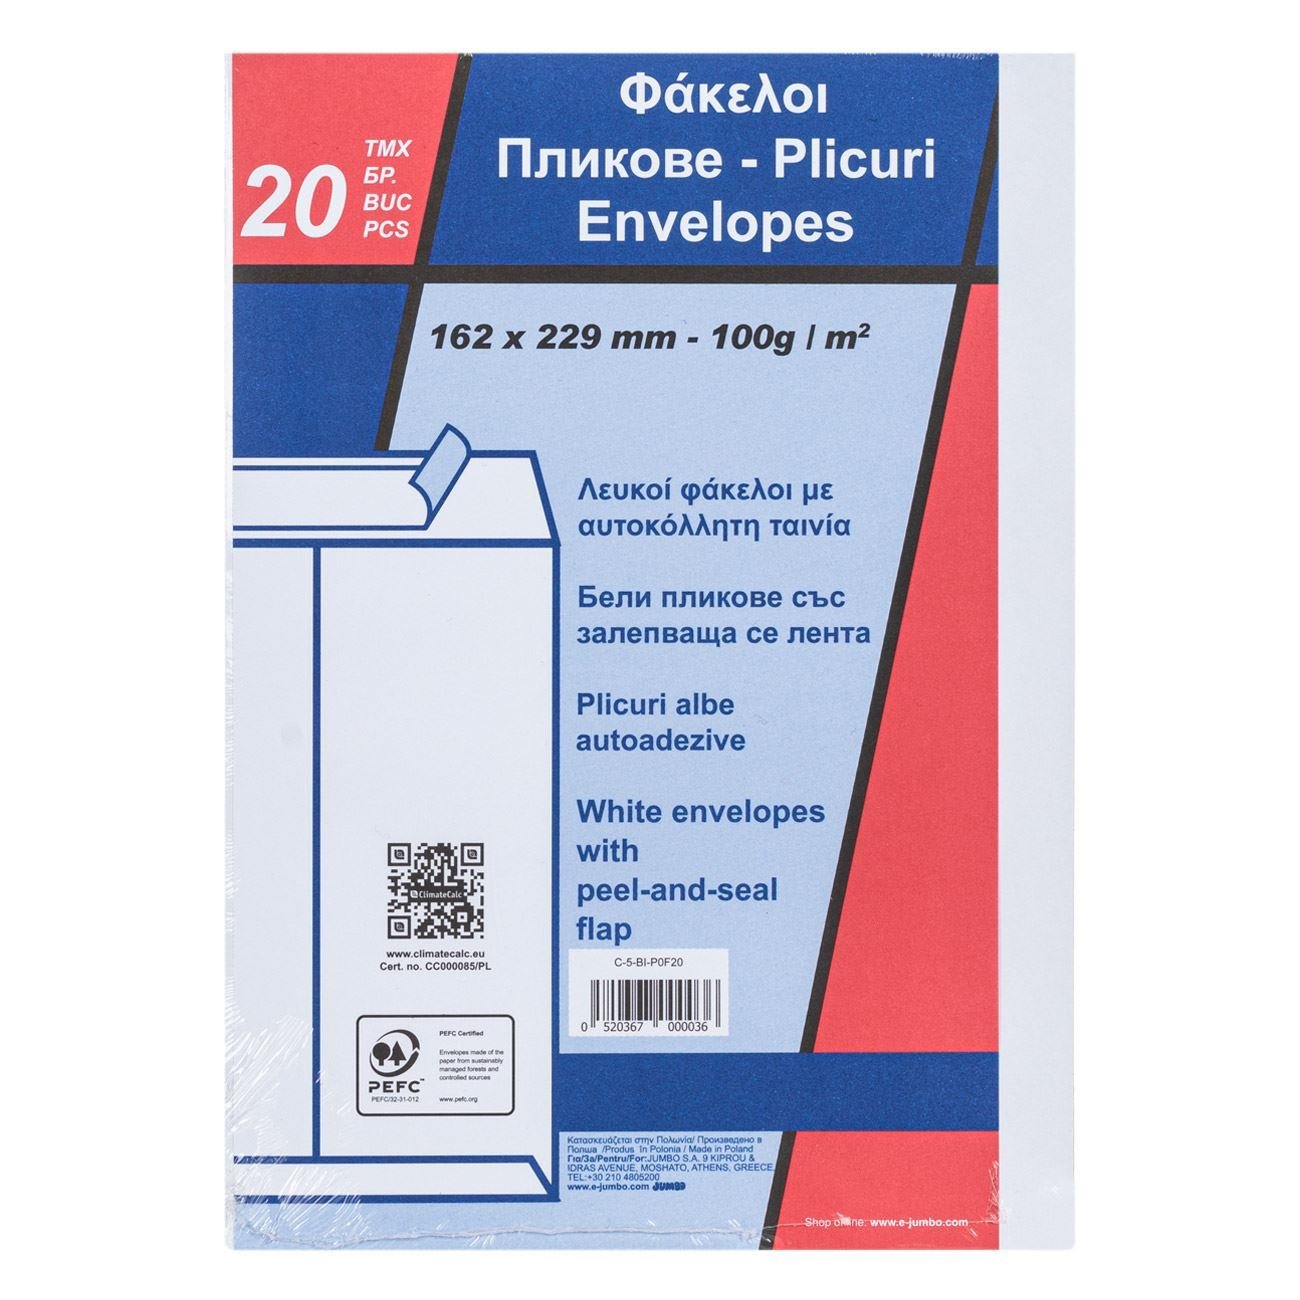 20
ΤΜΧ
БР.
BUC
PCS
Φάκελοι
Пликове - Plicuri
Envelopes
162 x 229 mm - 100g / m²
Λευκοί φάκελοι με
αυτοκόλλητη ταινία
Бели пликове със
залепваща се лента
Plicuri albe
autoadezive
White envelopes
with
peel-and-seal
flap
ClimateCalc
www.climatecalc.eu
Cert. no. CC000085/PL
C-5-BI-P0F20
0 520367 000036
PEFC™
PEFC/32-31-012
PEFC Certified
Envelopes made of the
paper from sustainably
managed forests and
controlled sources
www.pefc.org
Κατασκευάζεται στην Πολωνία/ Произведено в
Полша /Produs în Polonia / Made in Poland
Για/За/Pentru/For:JUMBO S.A. 9 KIPROU &
IDRAS AVENUE, MOSHATO, ATHENS, GREECE,
TEL:+30 210 4805200
www.e-jumbo.com JUMBO
Shop online: www.e-jumbo.com